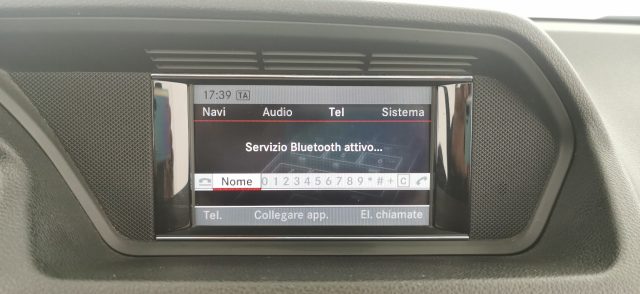 17:39 TA
Navi Audio Tel Sistema
Servizio Bluetooth attivo...
Nome 0 1 2 3 4 5 6 7 8 9 * # + C
Tel. Collegare app. El. chiamate